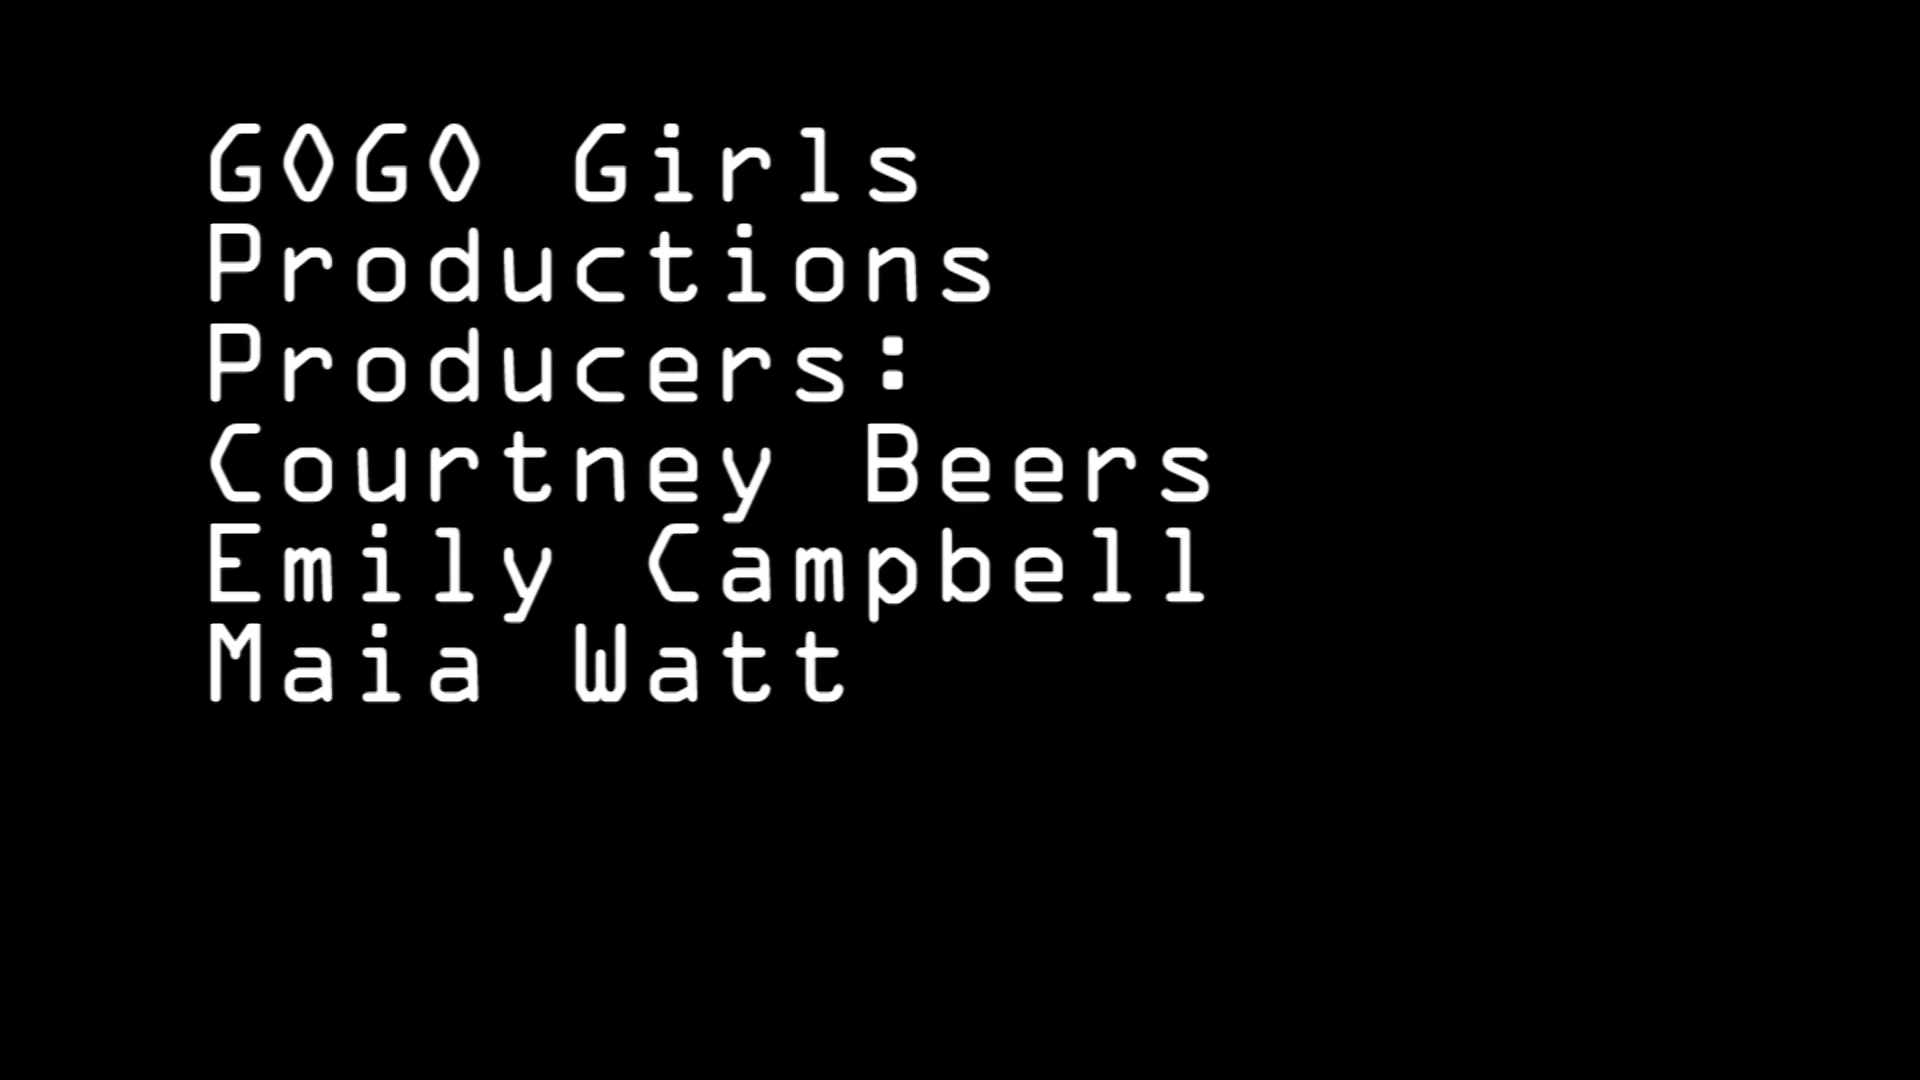 GOGO Girls
Productions
Producers:
Courtney Beers
Emily Campbell
Maia Watt